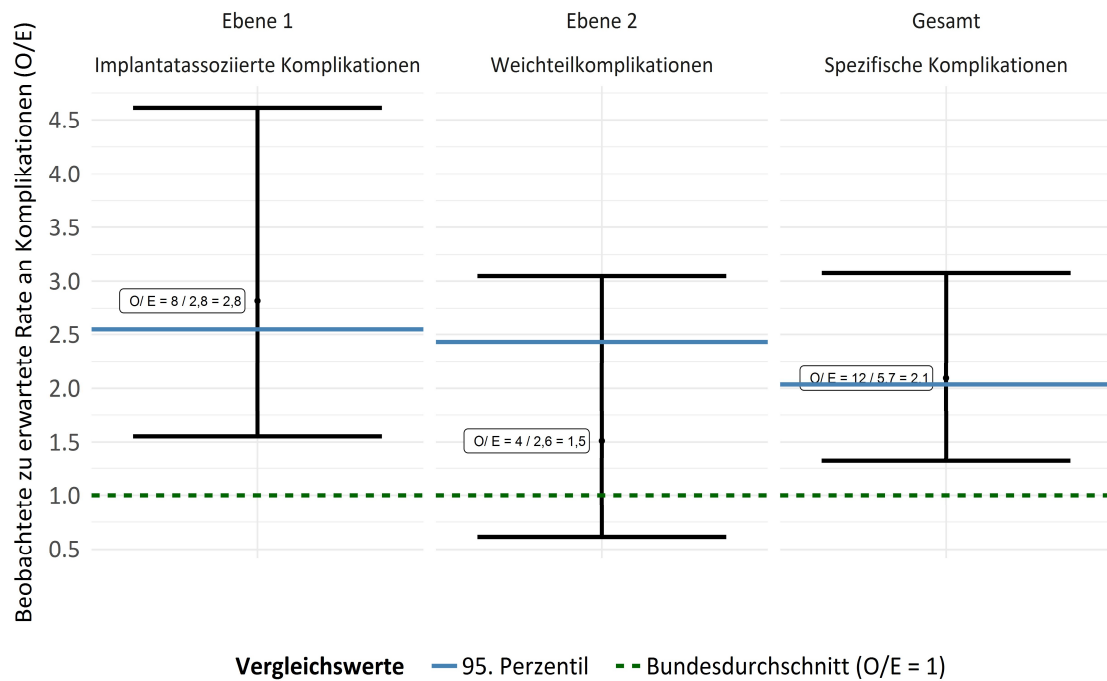 Ebene 1
Implantatassoziierte Komplikationen
Ebene 2
Weichteilkomplikationen
Gesamt
Spezifische Komplikationen
Beobachtete zu erwartete Rate an Komplikationen (O/E)
4.5
4.0
3.5
3.0
2.5
2.0
1.5
1.0
0.5
O/ E = 8 / 2,8 = 2,8
O/ E = 4 / 2,6 = 1,5
O/ E = 12 / 5,7 = 2,1
Vergleichswerte 95. Perzentil Bundesdurchschnitt (O/E = 1)